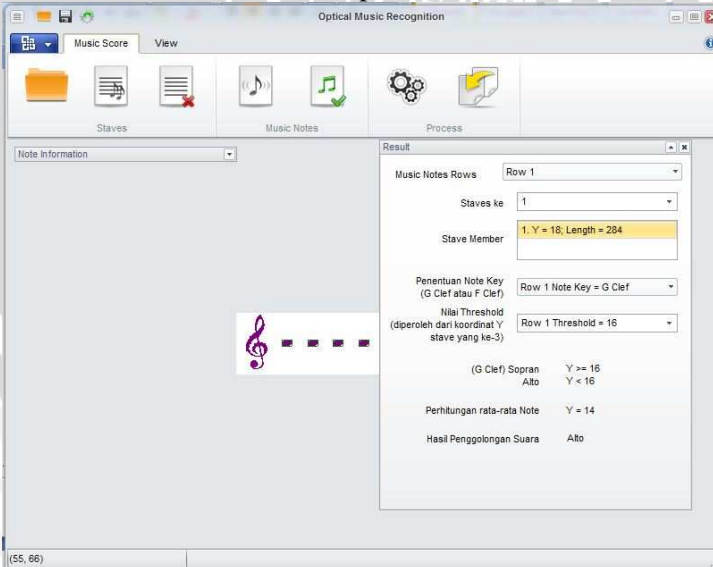 Optical Music Recognition
Music Score View
Staves Music Notes Process
Note Information
Result
Music Notes Rows Row 1
Staves ke 1
Stave Member 1. Y = 18; Length = 284
Penentuan Note Key
(G Clef atau F Clef) Row 1 Note Key = G Clef
Nilai Threshold
(diperoleh dari koordinat Y
stave yang ke-3) Row 1 Threshold = 16
(G Clef) Sopran Y >= 16
Alto Y < 16
Perhitungan rata-rata Note Y = 14
Hasil Penggolongan Suara Alto
(55, 66)